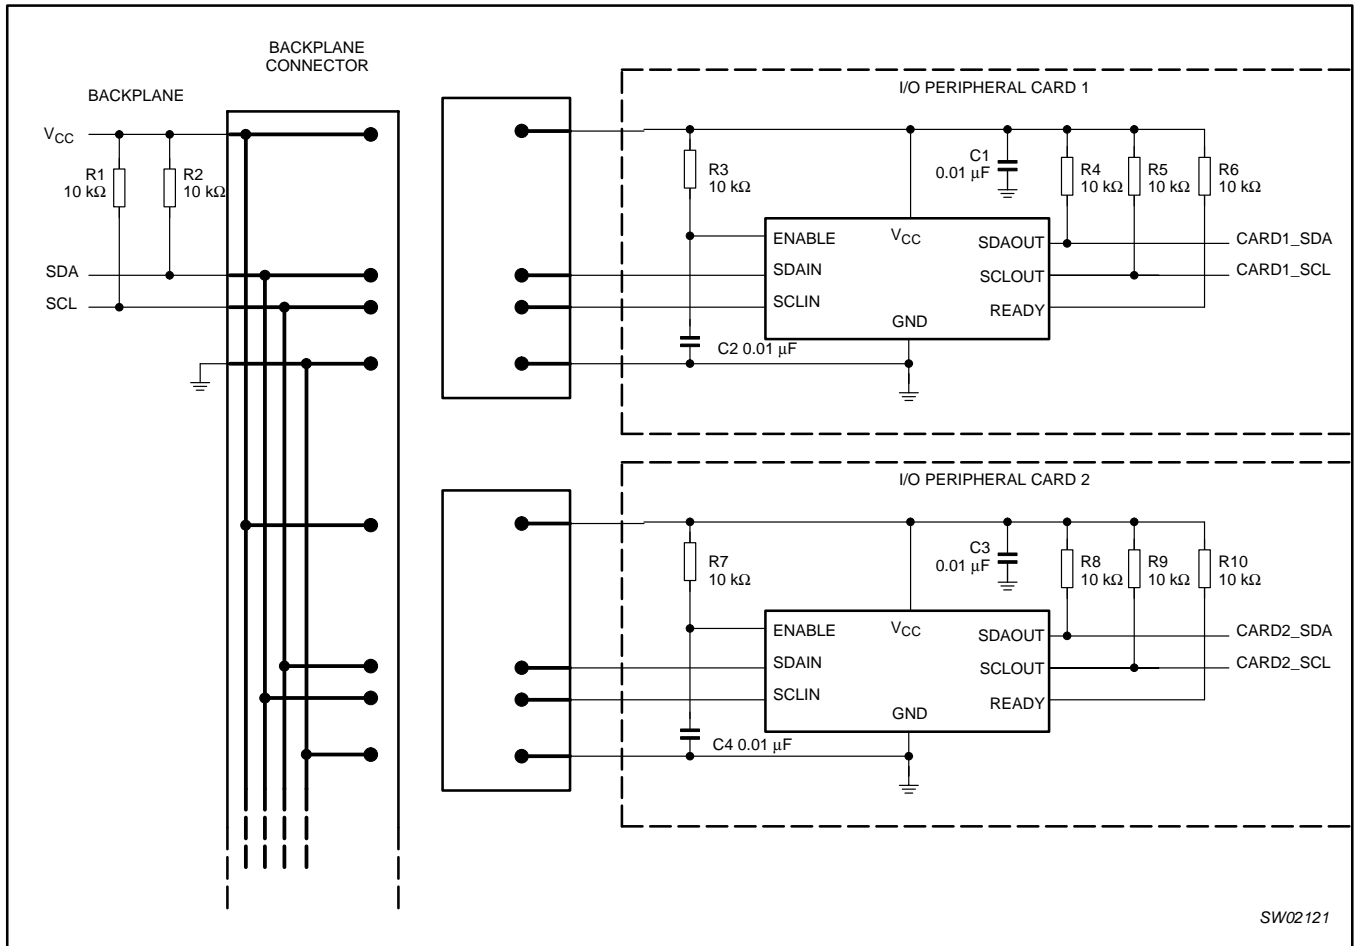 BACKPLANE
CONNECTOR
BACKPLANE
VCC
R1
10 kΩ
R2
10 kΩ
SDA
SCL
I/O PERIPHERAL CARD 1
R3
10 kΩ
C1
0.01 µF
R4
10 kΩ
R5
10 kΩ
R6
10 kΩ
ENABLE
VCC
SDAOUT
CARD1_SDA
SDAIN
SCLOUT
CARD1_SCL
SCLIN
READY
GND
C2 0.01 µF
I/O PERIPHERAL CARD 2
R7
10 kΩ
C3
0.01 µF
R8
10 kΩ
R9
10 kΩ
R10
10 kΩ
ENABLE
VCC
SDAOUT
CARD2_SDA
SDAIN
SCLOUT
CARD2_SCL
SCLIN
READY
GND
C4 0.01 µF
SW02121